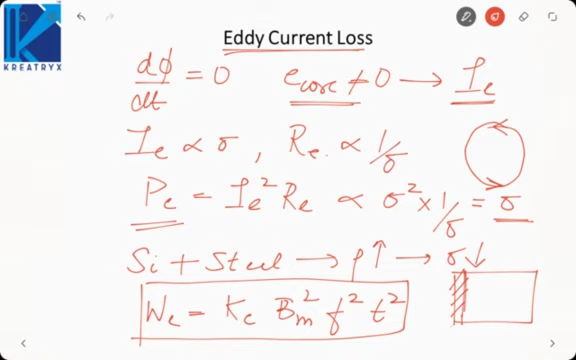 KREATRYX
Eddy Current Loss
dϕ/dt = 0   e_core ≠ 0 → I_e
I_e ∝ σ , R_e ∝ 1/σ
P_e = I_e² R_e ∝ σ² × 1/σ = σ
Si + Steel → ρ ↑ → σ ↓
W_e = K_e B_m² f² t²